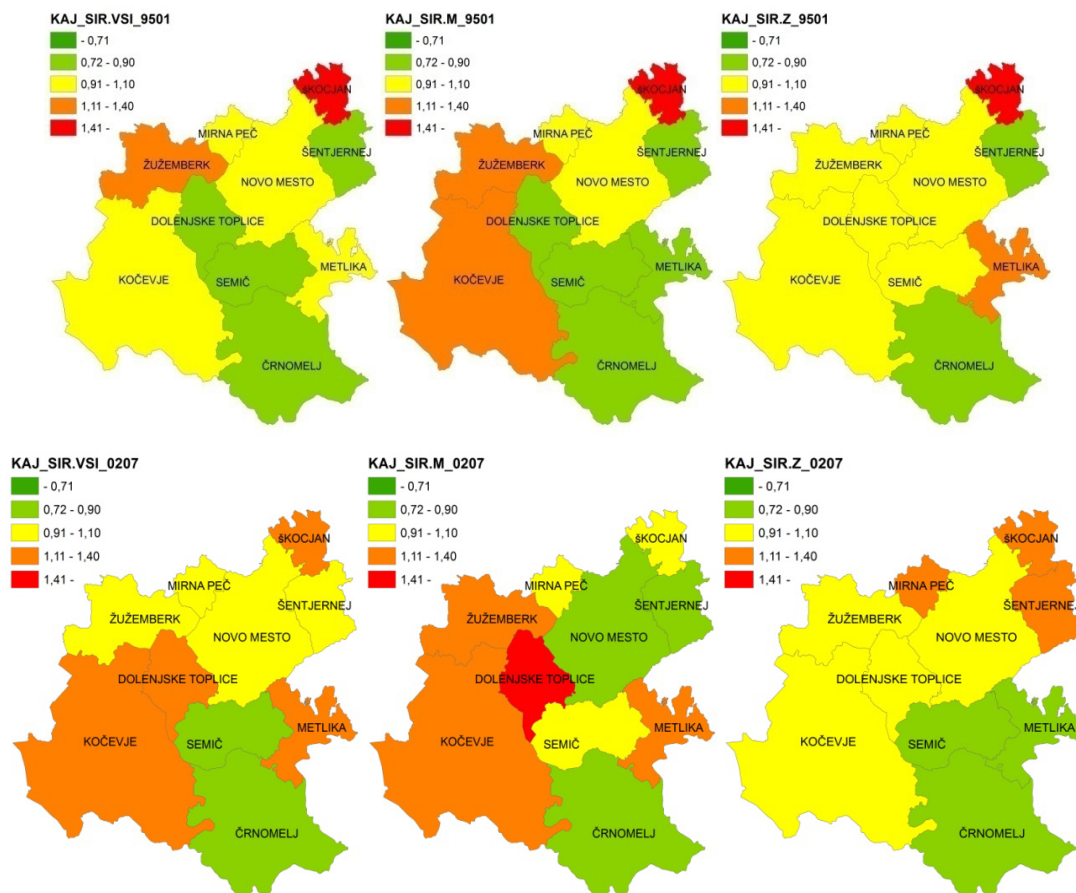 KAJ_SIR.VSI_9501
- 0,71
0,72 - 0,90
0,91 - 1,10
1,11 - 1,40
1,41 -
šKOCJAN
MIRNA PEČ
ŠENTJERNEJ
ŽUŽEMBERK
NOVO MESTO
DOLENJSKE TOPLICE
METLIKA
KOČEVJE
SEMIČ
ČRNOMELJ
KAJ_SIR.M_9501
- 0,71
0,72 - 0,90
0,91 - 1,10
1,11 - 1,40
1,41 -
šKOCJAN
MIRNA PEČ
ŠENTJERNEJ
ŽUŽEMBERK
NOVO MESTO
DOLENJSKE TOPLICE
METLIKA
KOČEVJE
SEMIČ
ČRNOMELJ
KAJ_SIR.Z_9501
- 0,71
0,72 - 0,90
0,91 - 1,10
1,11 - 1,40
1,41 -
šKOCJAN
MIRNA PEČ
ŠENTJERNEJ
ŽUŽEMBERK
NOVO MESTO
DOLENJSKE TOPLICE
METLIKA
KOČEVJE
SEMIČ
ČRNOMELJ
KAJ_SIR.VSI_0207
- 0,71
0,72 - 0,90
0,91 - 1,10
1,11 - 1,40
1,41 -
šKOCJAN
MIRNA PEČ
ŠENTJERNEJ
ŽUŽEMBERK
NOVO MESTO
DOLENJSKE TOPLICE
METLIKA
KOČEVJE
SEMIČ
ČRNOMELJ
KAJ_SIR.M_0207
- 0,71
0,72 - 0,90
0,91 - 1,10
1,11 - 1,40
1,41 -
šKOCJAN
MIRNA PEČ
ŠENTJERNEJ
ŽUŽEMBERK
NOVO MESTO
DOLENJSKE TOPLICE
METLIKA
KOČEVJE
SEMIČ
ČRNOMELJ
KAJ_SIR.Z_0207
- 0,71
0,72 - 0,90
0,91 - 1,10
1,11 - 1,40
1,41 -
šKOCJAN
MIRNA PEČ
ŠENTJERNEJ
ŽUŽEMBERK
NOVO MESTO
DOLENJSKE TOPLICE
METLIKA
KOČEVJE
SEMIČ
ČRNOMELJ